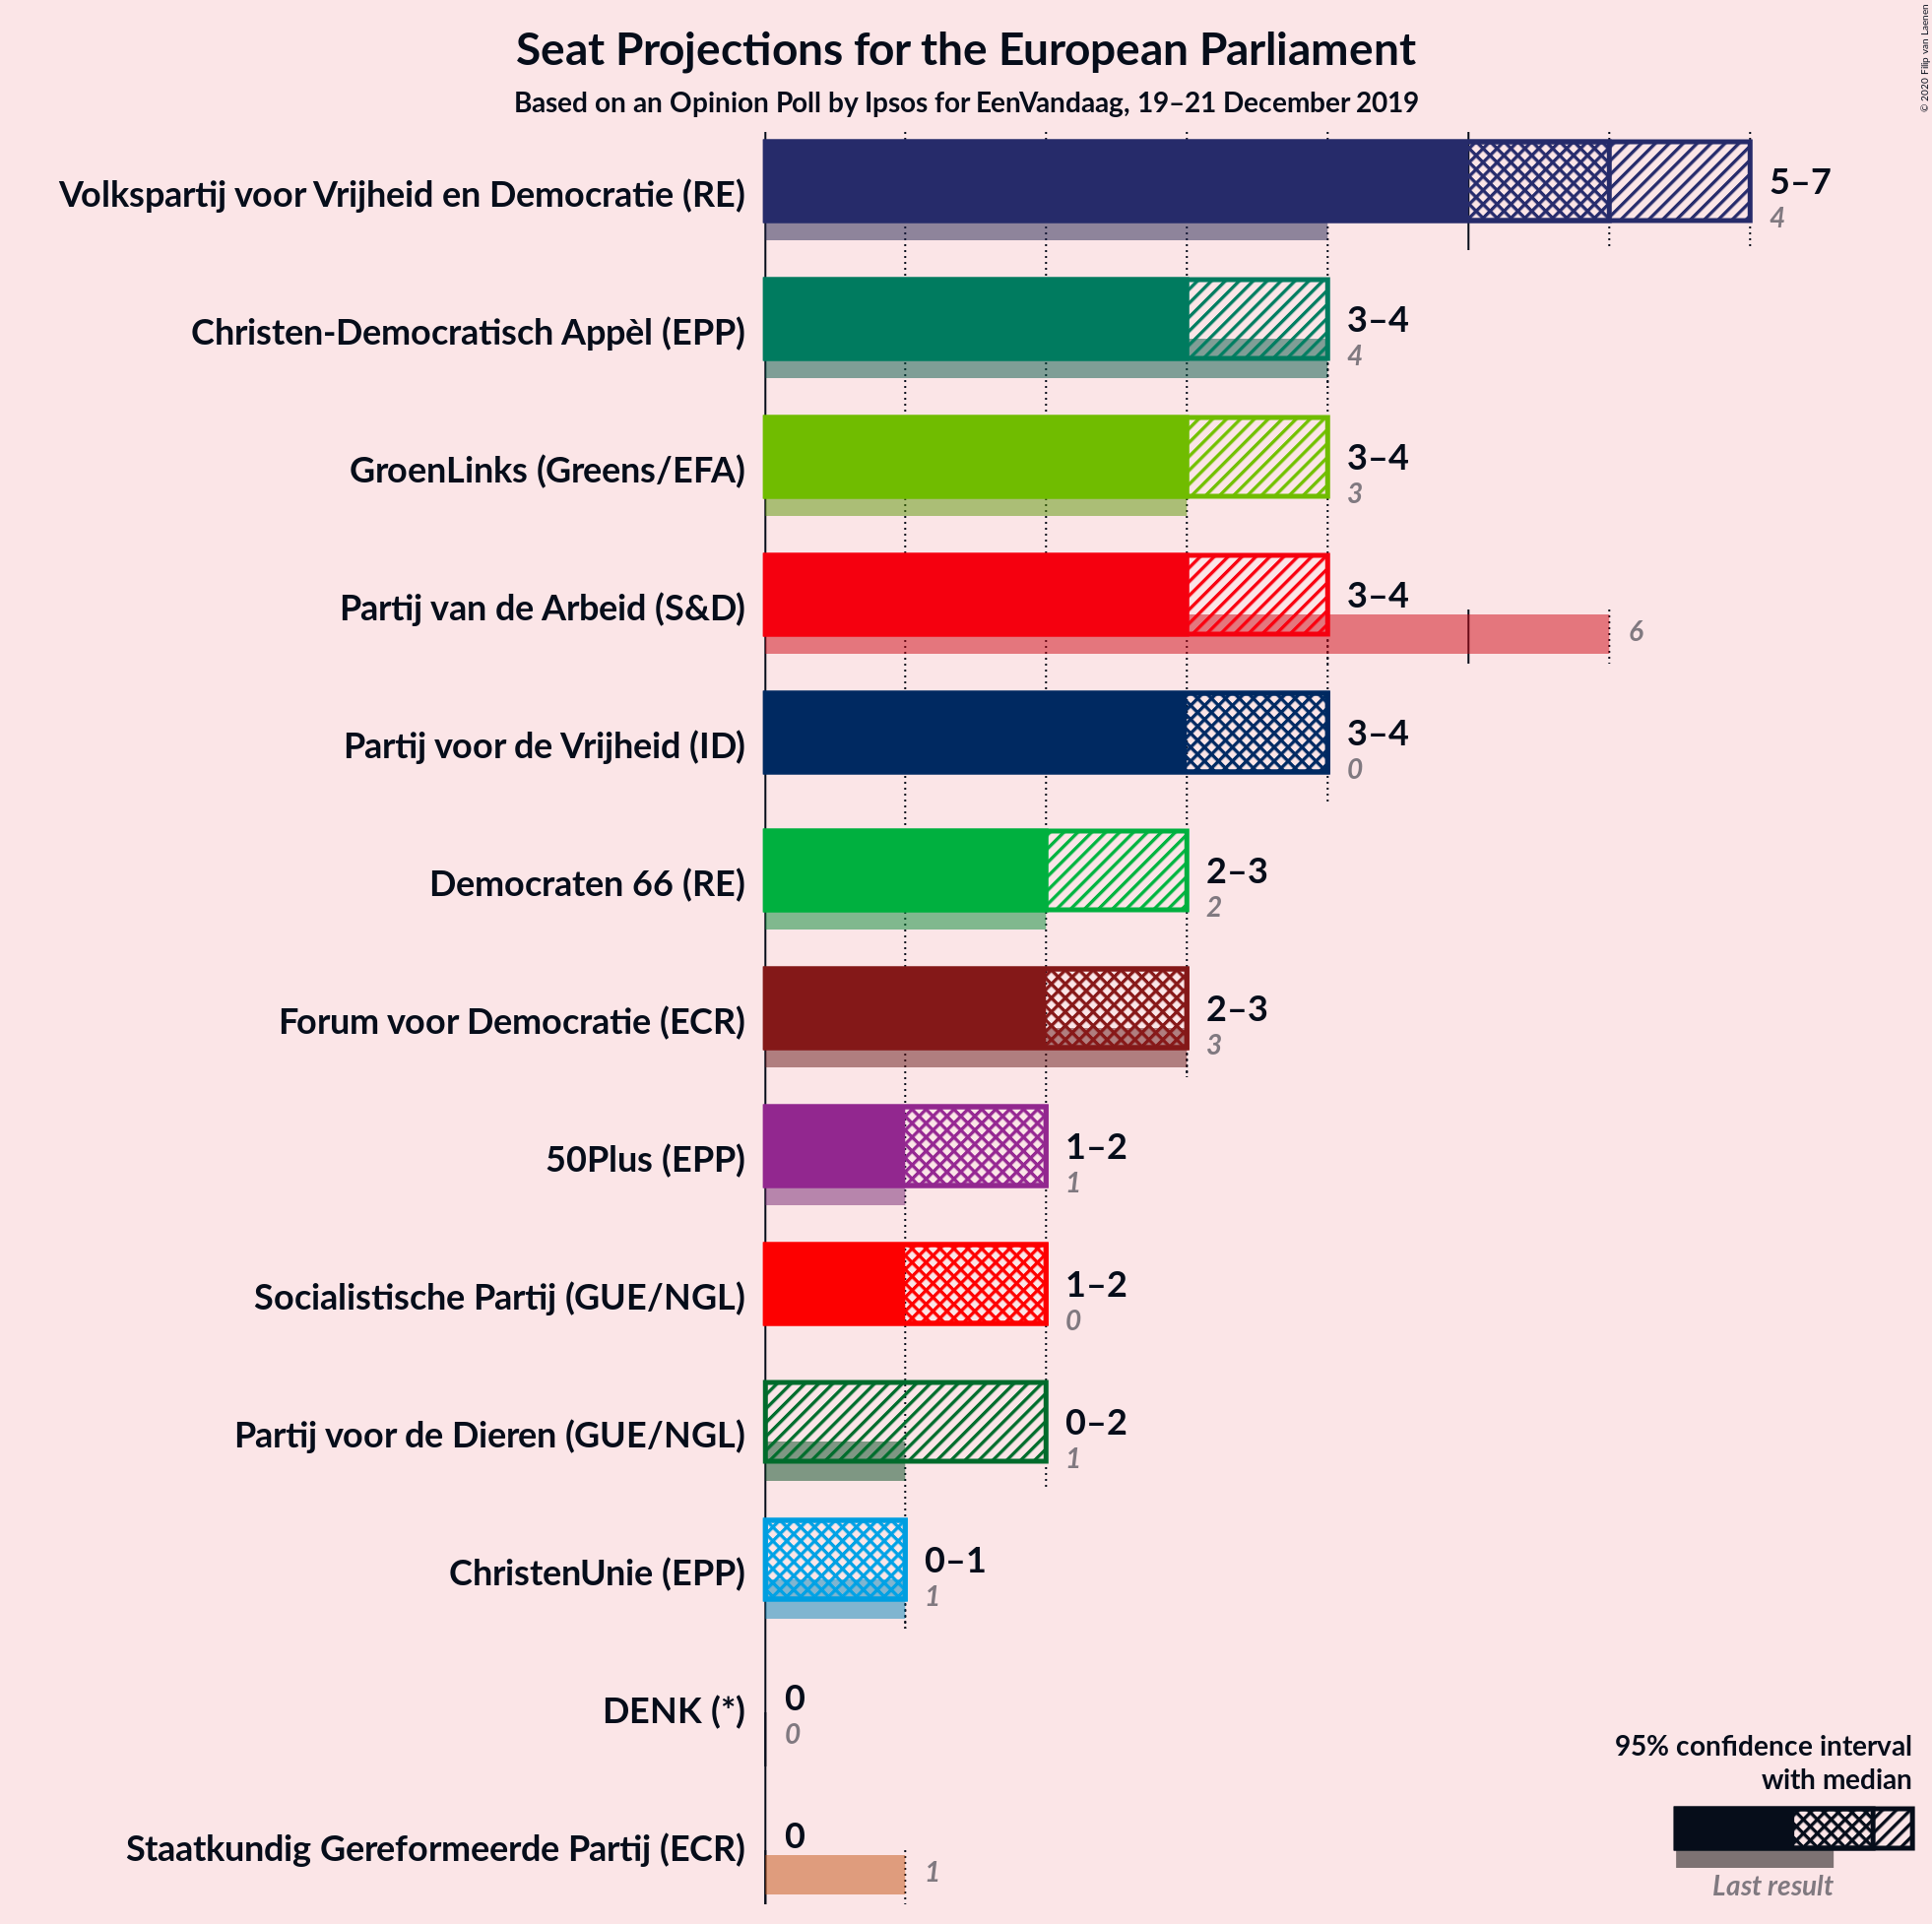 Seat Projections for the European Parliament
Based on an Opinion Poll by Ipsos for EenVandaag, 19–21 December 2019
© 2020 Filip van Laenen
Volkspartij voor Vrijheid en Democratie (RE)
5–7
4
Christen-Democratisch Appèl (EPP)
3–4
4
GroenLinks (Greens/EFA)
3–4
3
Partij van de Arbeid (S&D)
3–4
6
Partij voor de Vrijheid (ID)
3–4
0
Democraten 66 (RE)
2–3
2
Forum voor Democratie (ECR)
2–3
3
50Plus (EPP)
1–2
1
Socialistische Partij (GUE/NGL)
1–2
0
Partij voor de Dieren (GUE/NGL)
0–2
1
ChristenUnie (EPP)
0–1
1
DENK (*)
0
0
Staatkundig Gereformeerde Partij (ECR)
0
1
95% confidence interval
with median
Last result